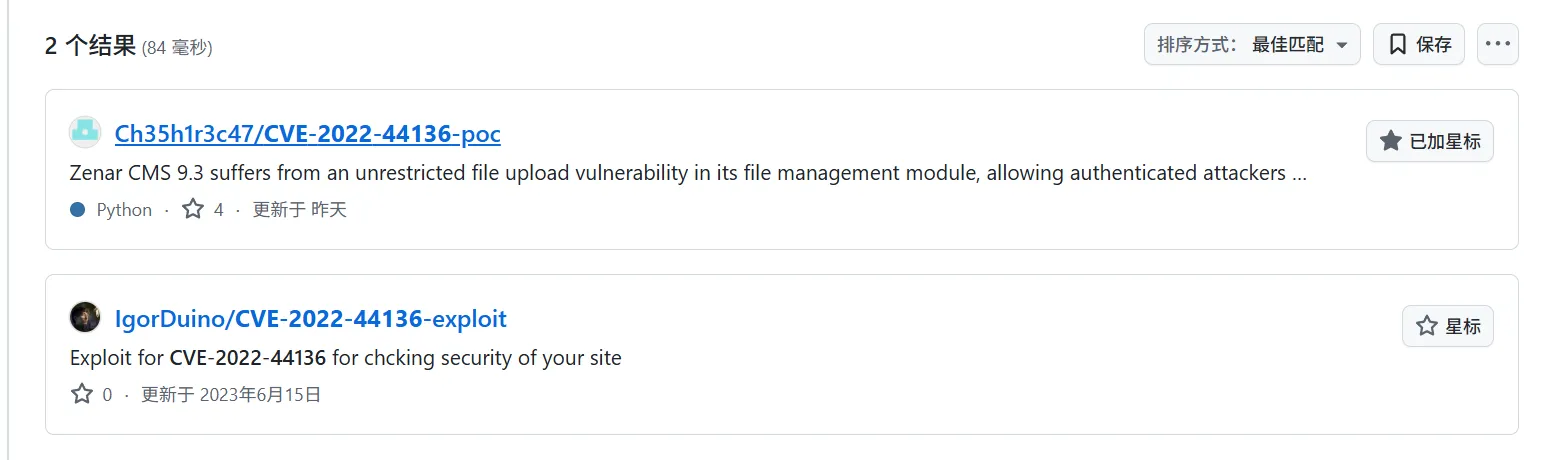 2 个结果 (84 毫秒)
排序方式： 最佳匹配
保存
Ch35h1r3c47/CVE-2022-44136-poc
已加星标
Zenar CMS 9.3 suffers from an unrestricted file upload vulnerability in its file management module, allowing authenticated attackers ...
Python · 4 · 更新于 昨天
IgorDuino/CVE-2022-44136-exploit
星标
Exploit for CVE-2022-44136 for chcking security of your site
0 · 更新于 2023年6月15日